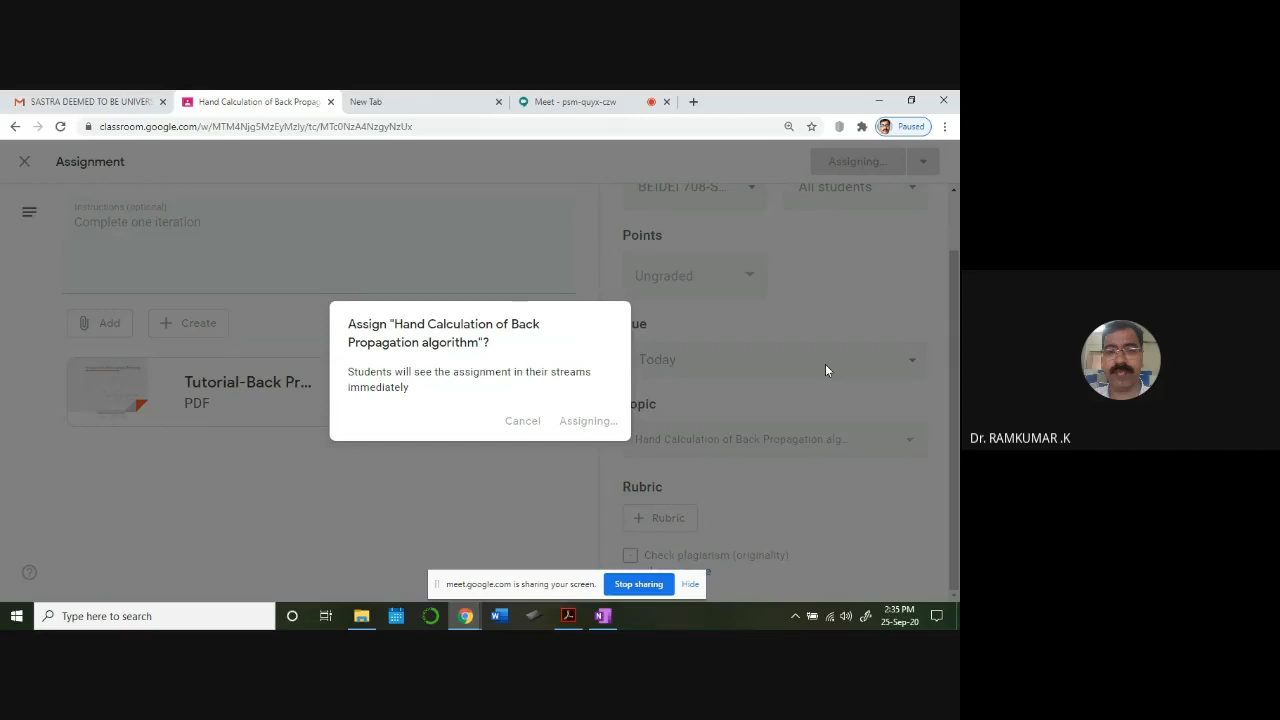 SASTRA DEEMED TO BE UNIVERS
Hand Calculation of Back Propag
New Tab
Meet - psm-quyx-czw
classroom.google.com/w/MTM4Njg5MzEyMzIy/tc/MTc0NzA4NzgyNzUx
Paused
Assignment
Assigning...
Instructions (optional)
Complete one iteration
BEIDEI 708-S...
All students
Points
Ungraded
Add
Create
ue
Today
Tutorial-Back Pr...
PDF
Assign "Hand Calculation of Back
Propagation algorithm"?
Students will see the assignment in their streams
immediately
Cancel
Assigning...
opic
Hand Calculation of Back Propagation alg...
Rubric
Rubric
Check plagiarism (originality)
meet.google.com is sharing your screen.
Stop sharing
Hide
Type here to search
2:35 PM
25-Sep-20
Dr. RAMKUMAR .K